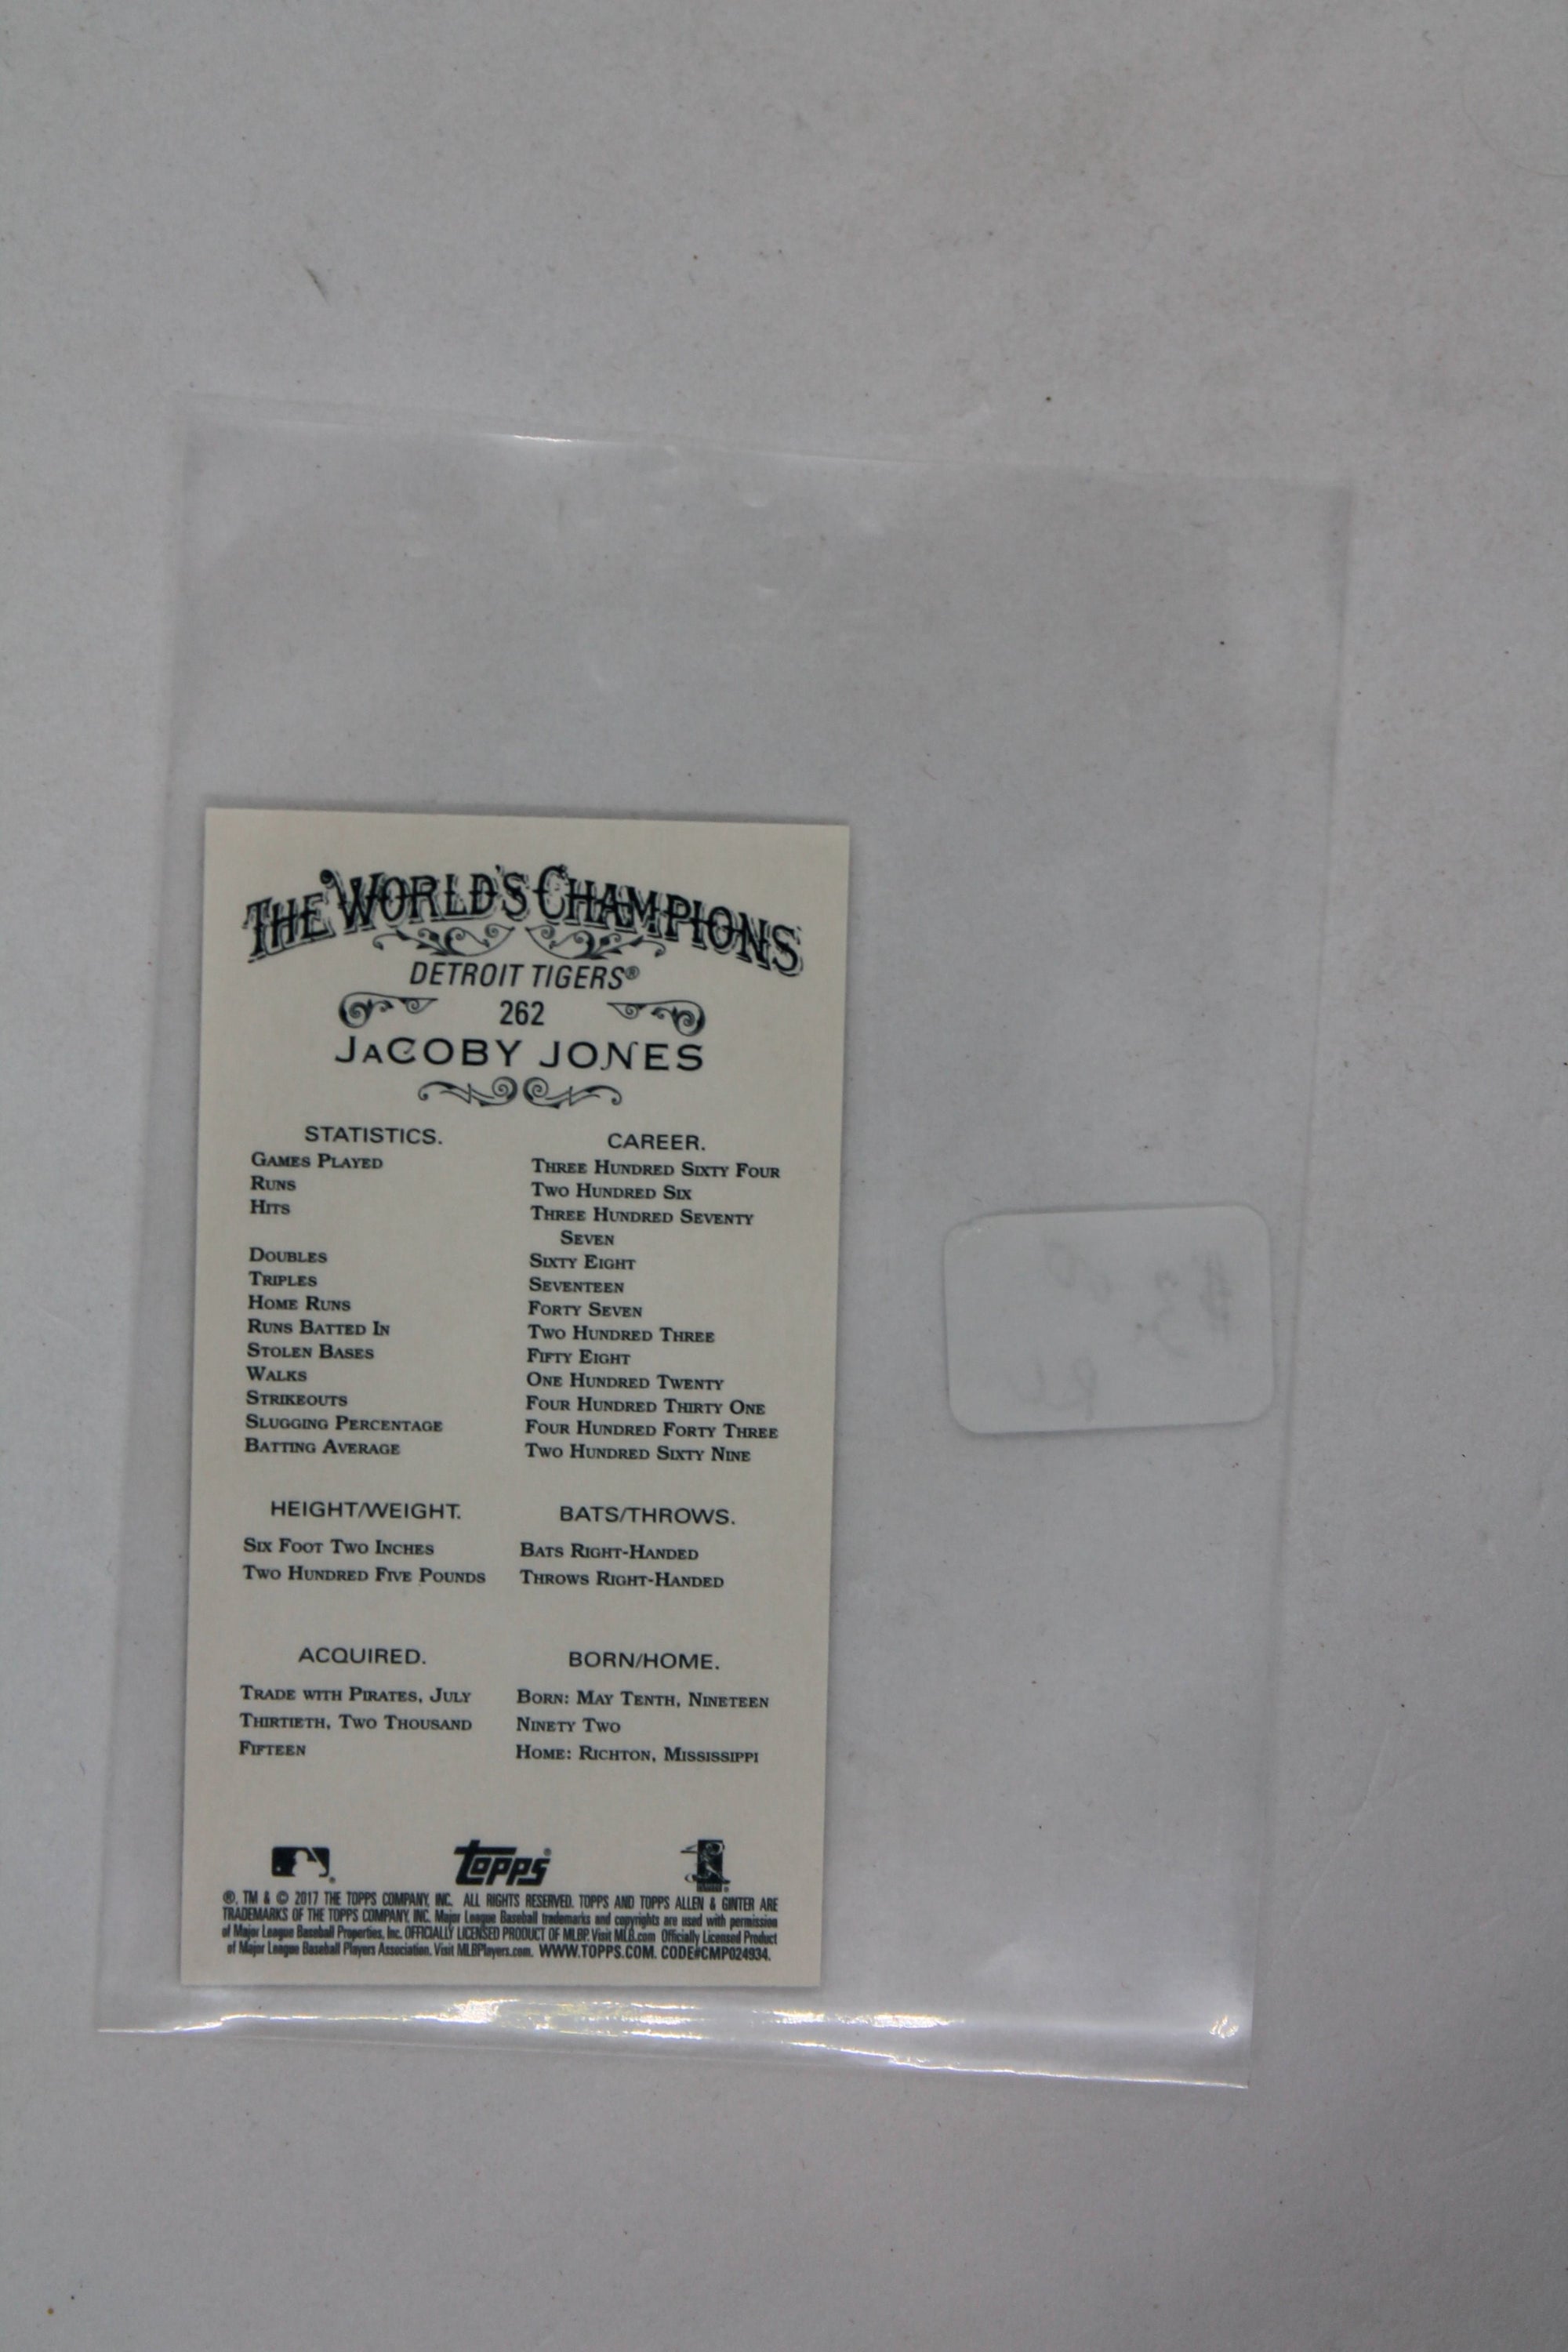 THE WORLD'S CHAMPIONS
DETROIT TIGERS®
262
JACOBY JONES
STATISTICS. CAREER.
GAMES PLAYED THREE HUNDRED SIXTY FOUR
RUNS TWO HUNDRED SIX
HITS THREE HUNDRED SEVENTY
SEVEN
DOUBLES SIXTY EIGHT
TRIPLES SEVENTEEN
HOME RUNS FORTY SEVEN
RUNS BATTED IN TWO HUNDRED THREE
STOLEN BASES FIFTY EIGHT
WALKS ONE HUNDRED TWENTY
STRIKEOUTS FOUR HUNDRED THIRTY ONE
SLUGGING PERCENTAGE FOUR HUNDRED FORTY THREE
BATTING AVERAGE TWO HUNDRED SIXTY NINE
HEIGHT/WEIGHT.
SIX FOOT TWO INCHES
TWO HUNDRED FIVE POUNDS
BATS/THROWS.
BATS RIGHT-HANDED
THROWS RIGHT-HANDED
ACQUIRED.
TRADE WITH PIRATES, JULY
THIRTIETH, TWO THOUSAND
FIFTEEN
BORN/HOME.
BORN: MAY TENTH, NINETEEN
NINETY TWO
HOME: RICHTON, MISSISSIPPI
Topps
®, TM & © 2017 THE TOPPS COMPANY, INC. ALL RIGHTS RESERVED. TOPPS AND TOPPS ALLEN & GINTER ARE
TRADEMARKS OF THE TOPPS COMPANY, INC. Major League Baseball trademarks and copyrights are used with permission
of Major League Baseball Properties, Inc. OFFICIALLY LICENSED PRODUCT OF MLBP. Visit MLB.com Officially Licensed Product
of Major League Baseball Players Association. Visit MLBPlayers.com. WWW.TOPPS.COM. CODE#CMP024934.